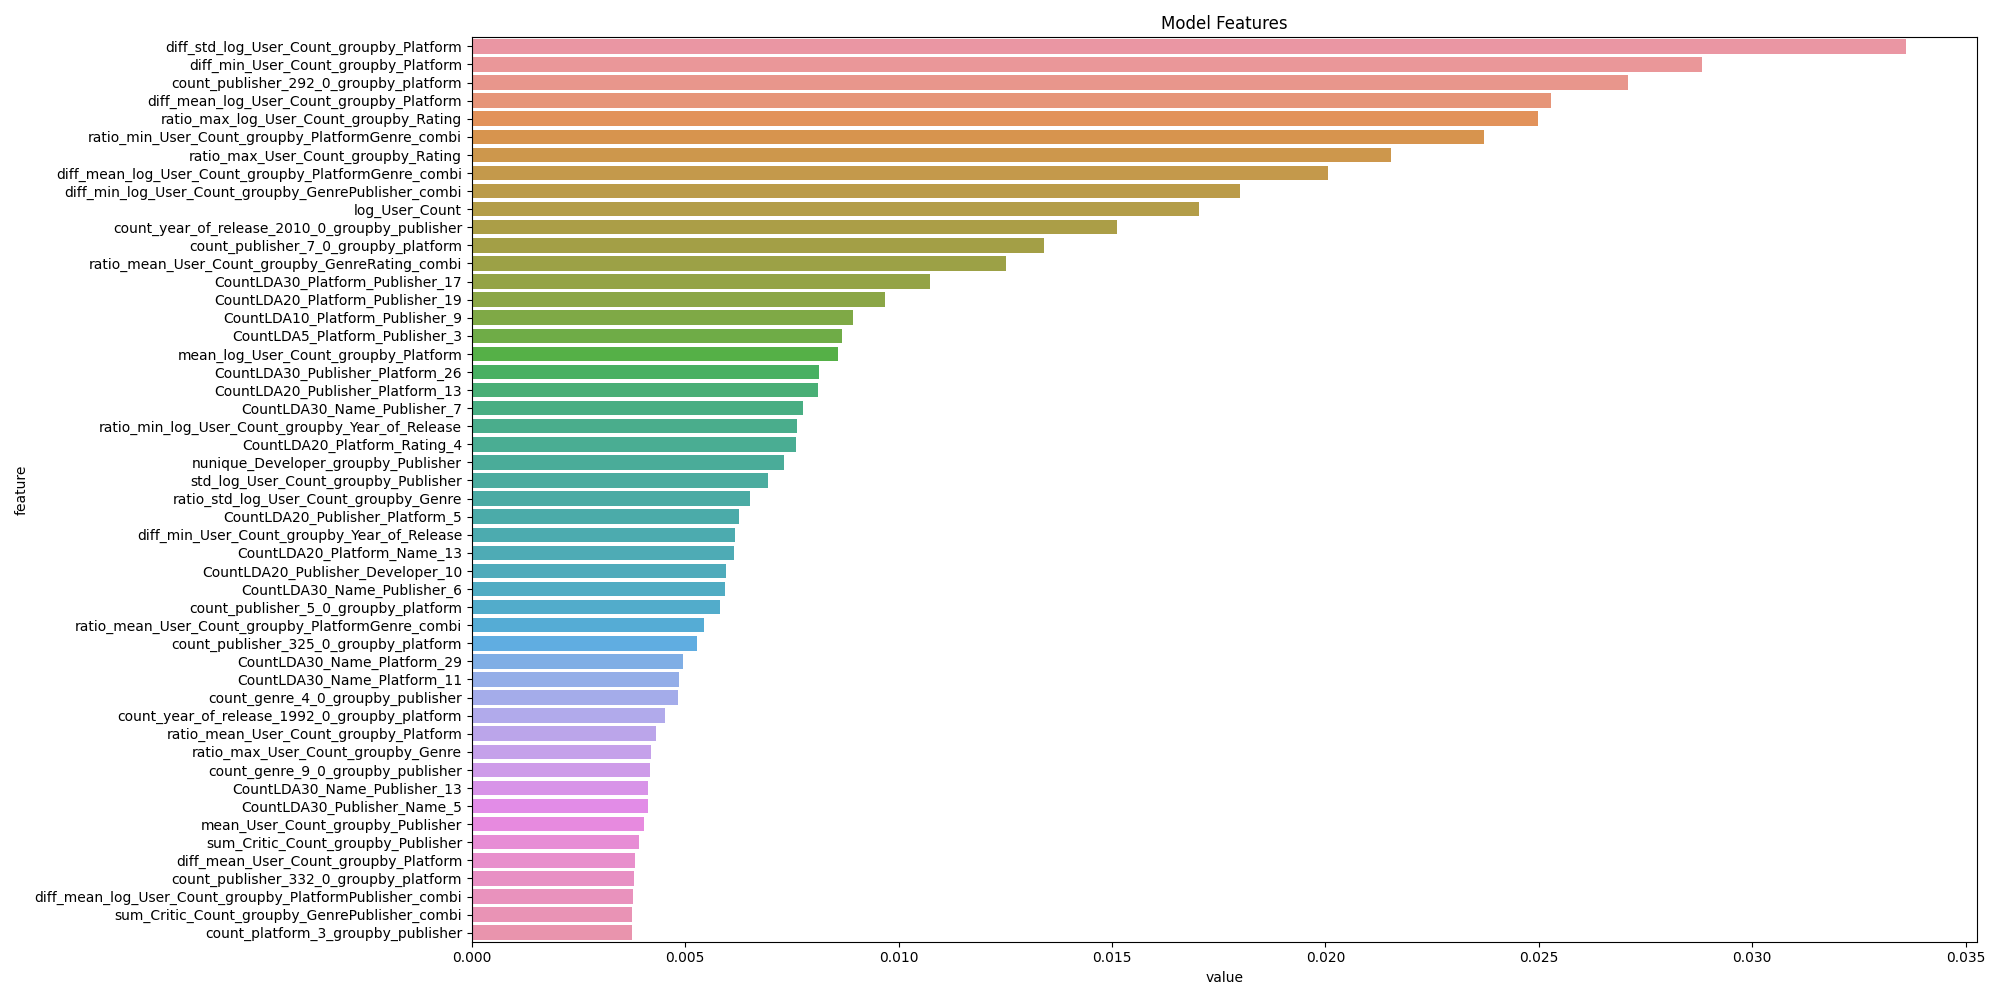 Model Features
diff_std_log_User_Count_groupby_Platform
diff_min_User_Count_groupby_Platform
count_publisher_292_0_groupby_platform
diff_mean_log_User_Count_groupby_Platform
ratio_max_log_User_Count_groupby_Rating
ratio_min_User_Count_groupby_PlatformGenre_combi
ratio_max_User_Count_groupby_Rating
diff_mean_log_User_Count_groupby_PlatformGenre_combi
diff_min_log_User_Count_groupby_GenrePublisher_combi
log_User_Count
count_year_of_release_2010_0_groupby_publisher
count_publisher_7_0_groupby_platform
ratio_mean_User_Count_groupby_GenreRating_combi
CountLDA30_Platform_Publisher_17
CountLDA20_Platform_Publisher_19
CountLDA10_Platform_Publisher_9
CountLDA5_Platform_Publisher_3
mean_log_User_Count_groupby_Platform
CountLDA30_Publisher_Platform_26
CountLDA20_Publisher_Platform_13
CountLDA30_Name_Publisher_7
ratio_min_log_User_Count_groupby_Year_of_Release
CountLDA20_Platform_Rating_4
nunique_Developer_groupby_Publisher
std_log_User_Count_groupby_Publisher
ratio_std_log_User_Count_groupby_Genre
CountLDA20_Publisher_Platform_5
diff_min_User_Count_groupby_Year_of_Release
CountLDA20_Platform_Name_13
CountLDA20_Publisher_Developer_10
CountLDA30_Name_Publisher_6
count_publisher_5_0_groupby_platform
ratio_mean_User_Count_groupby_PlatformGenre_combi
count_publisher_325_0_groupby_platform
CountLDA30_Name_Platform_29
CountLDA30_Name_Platform_11
count_genre_4_0_groupby_publisher
count_year_of_release_1992_0_groupby_platform
ratio_mean_User_Count_groupby_Platform
ratio_max_User_Count_groupby_Genre
count_genre_9_0_groupby_publisher
CountLDA30_Name_Publisher_13
CountLDA30_Publisher_Name_5
mean_User_Count_groupby_Publisher
sum_Critic_Count_groupby_Publisher
diff_mean_User_Count_groupby_Platform
count_publisher_332_0_groupby_platform
diff_mean_log_User_Count_groupby_PlatformPublisher_combi
sum_Critic_Count_groupby_GenrePublisher_combi
count_platform_3_groupby_publisher
feature
0.000 0.005 0.010 0.015 0.020 0.025 0.030 0.035
value